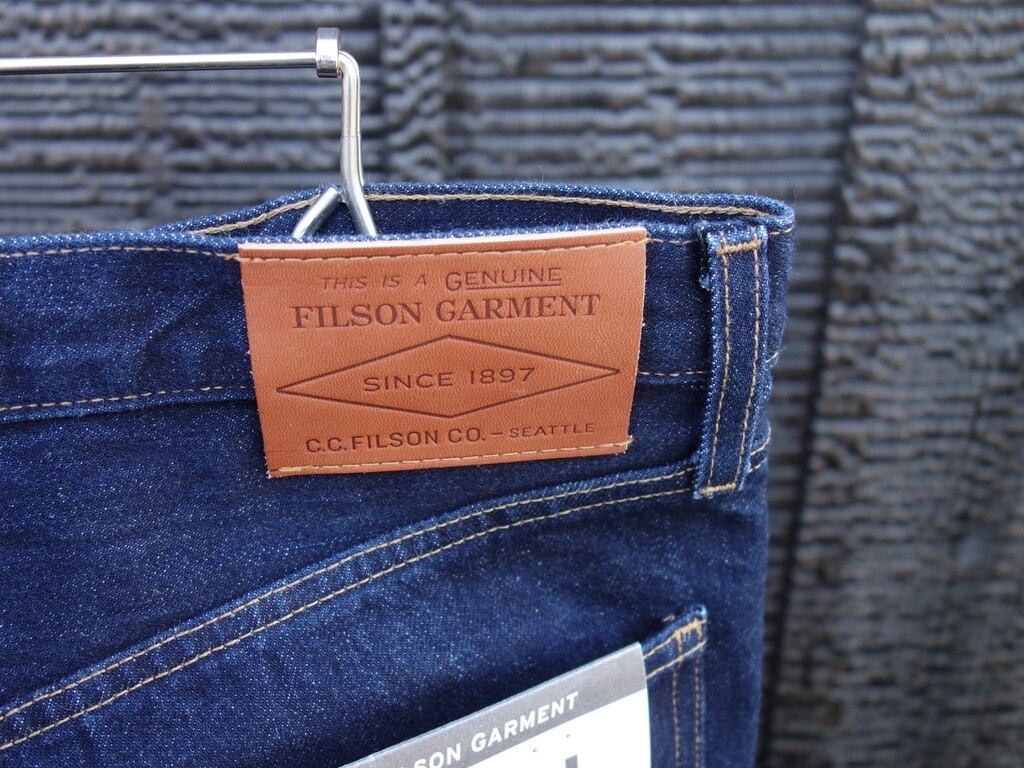 THIS IS A GENUINE
FILSON GARMENT
SINCE 1897
C.C. FILSON CO. – SEATTLE
SON GARMENT